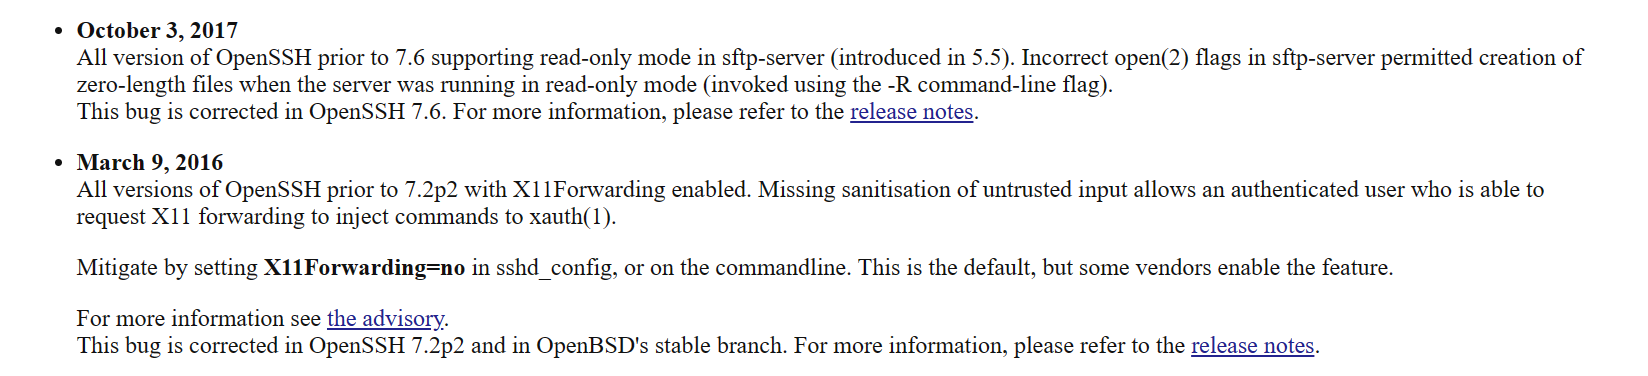 • October 3, 2017
All version of OpenSSH prior to 7.6 supporting read-only mode in sftp-server (introduced in 5.5). Incorrect open(2) flags in sftp-server permitted creation of
zero-length files when the server was running in read-only mode (invoked using the -R command-line flag).
This bug is corrected in OpenSSH 7.6. For more information, please refer to the release notes.
• March 9, 2016
All versions of OpenSSH prior to 7.2p2 with X11Forwarding enabled. Missing sanitisation of untrusted input allows an authenticated user who is able to
request X11 forwarding to inject commands to xauth(1).
Mitigate by setting X11Forwarding=no in sshd_config, or on the commandline. This is the default, but some vendors enable the feature.
For more information see the advisory.
This bug is corrected in OpenSSH 7.2p2 and in OpenBSD's stable branch. For more information, please refer to the release notes.